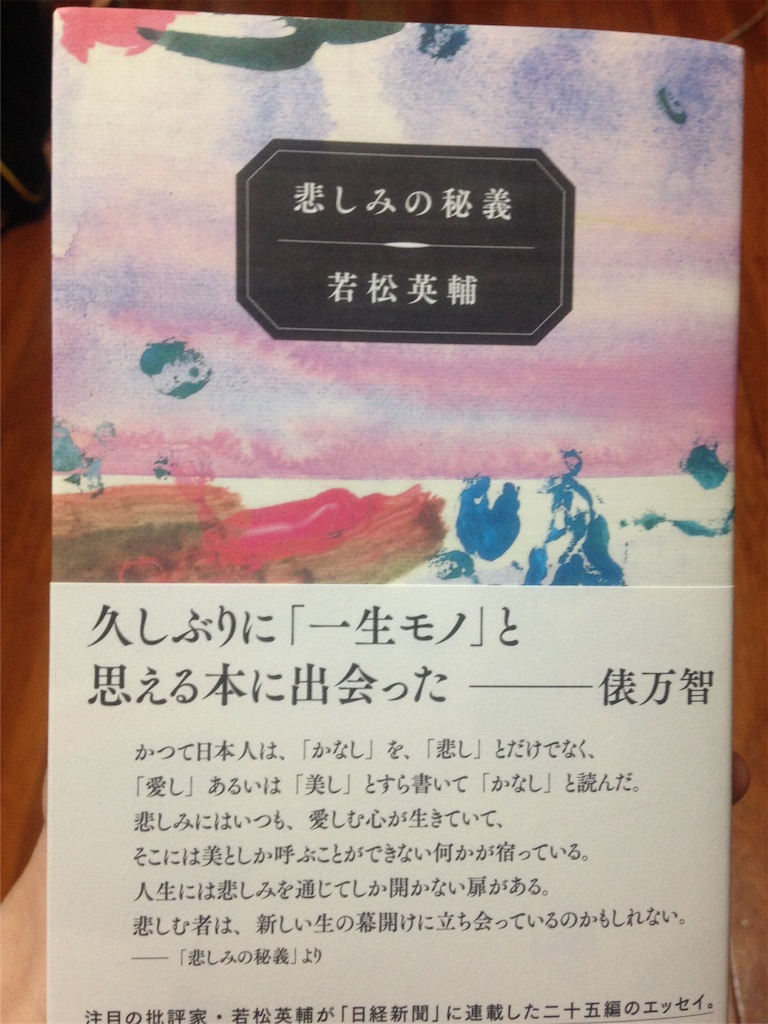 悲しみの秘義
若松英輔
久しぶりに「一生モノ」と
思える本に出会った ――― 俵万智
かつて日本人は、「かなし」を、「悲し」とだけでなく、
「愛し」あるいは「美し」とすら書いて「かなし」と読んだ。
悲しみにはいつも、愛しむ心が生きていて、
そこには美としか呼ぶことができない何かが宿っている。
人生には悲しみを通じてしか開かない扉がある。
悲しむ者は、新しい生の幕開けに立ち会っているのかもしれない。
――「悲しみの秘義」より
注目の批評家・若松英輔が「日経新聞」に連載した二十五編のエッセイ。